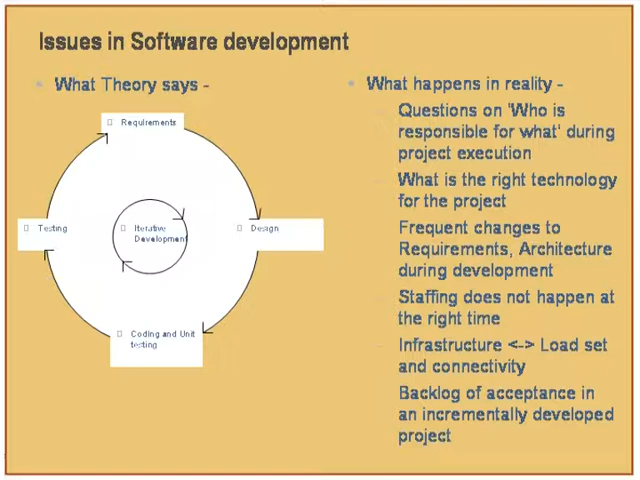 Issues in Software development
What Theory says -
Requirements
Testing
Iterative
Development
Design
Coding and Unit
testing
What happens in reality -
Questions on 'Who is
responsible for what' during
project execution
What is the right technology
for the project
Frequent changes to
Requirements, Architecture
during development
Staffing does not happen at
the right time
Infrastructure <-> Load set
and connectivity
Backlog of acceptance in
an incrementally developed
project